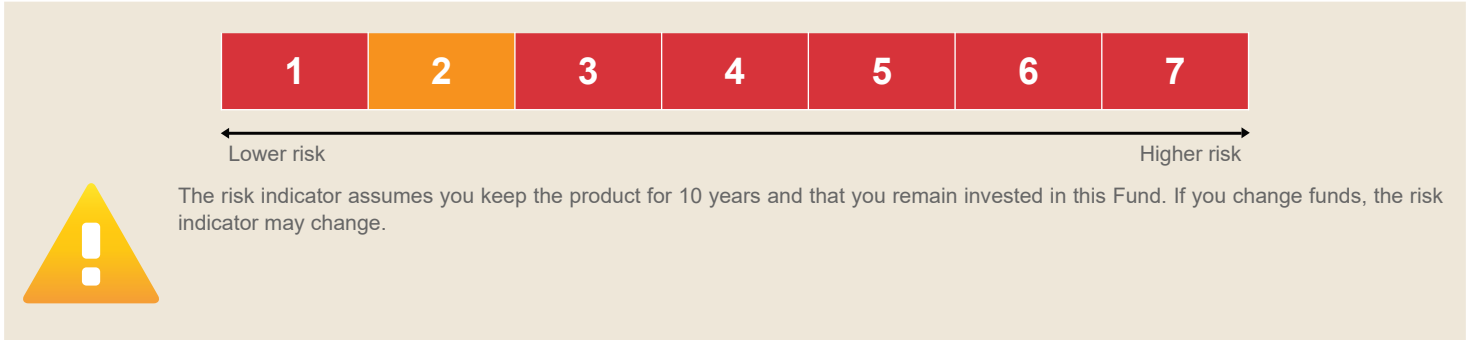 1 2 3 4 5 6 7
Lower risk Higher risk
The risk indicator assumes you keep the product for 10 years and that you remain invested in this Fund. If you change funds, the risk
indicator may change.